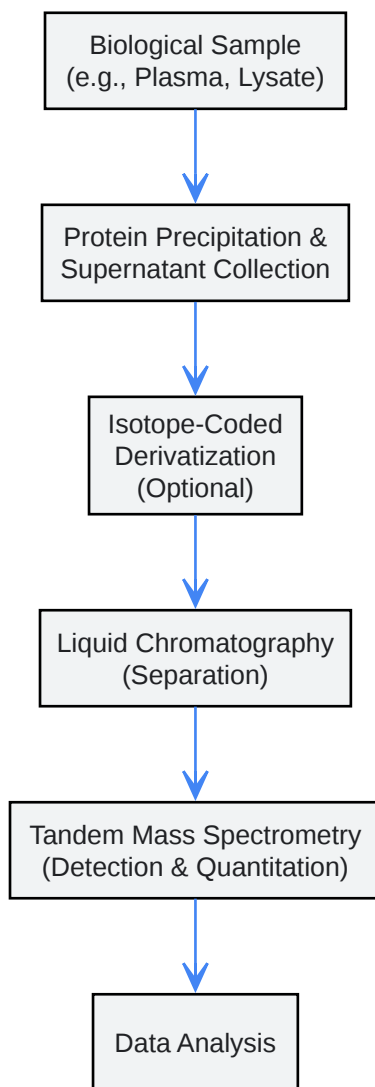 Biological Sample
(e.g., Plasma, Lysate)
Protein Precipitation &
Supernatant Collection
Isotope-Coded
Derivatization
(Optional)
Liquid Chromatography
(Separation)
Tandem Mass Spectrometry
(Detection & Quantitation)
Data Analysis